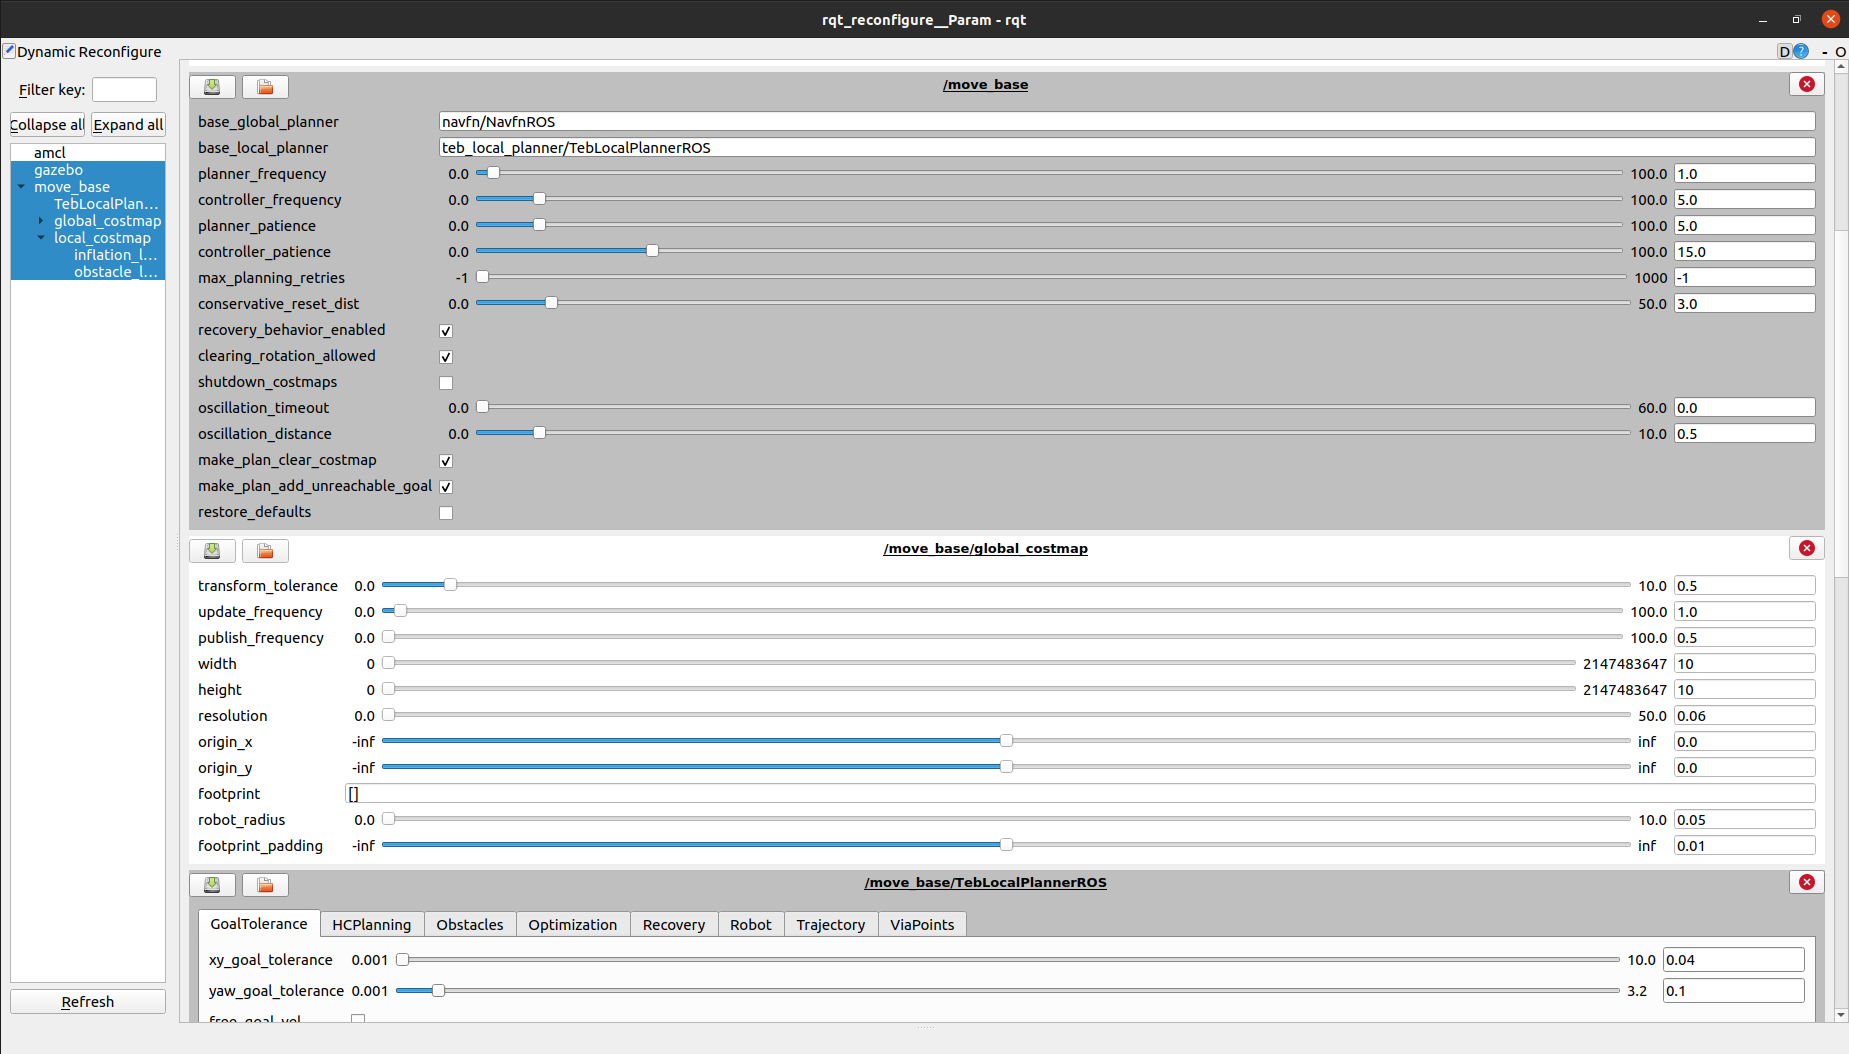 rqt_reconfigure__Param - rqt
Dynamic Reconfigure
D ? - O
Filter key:
Collapse all Expand all
amcl
gazebo
move_base
TebLocalPlan...
global_costmap
local_costmap
inflation_l...
obstacle_l...
Refresh
/move_base
base_global_planner navfn/NavfnROS
base_local_planner teb_local_planner/TebLocalPlannerROS
planner_frequency 0.0 100.0 1.0
controller_frequency 0.0 100.0 5.0
planner_patience 0.0 100.0 5.0
controller_patience 0.0 100.0 15.0
max_planning_retries -1 1000 -1
conservative_reset_dist 0.0 50.0 3.0
recovery_behavior_enabled
clearing_rotation_allowed
shutdown_costmaps
oscillation_timeout 0.0 60.0 0.0
oscillation_distance 0.0 10.0 0.5
make_plan_clear_costmap
make_plan_add_unreachable_goal
restore_defaults
/move_base/global_costmap
transform_tolerance 0.0 10.0 0.5
update_frequency 0.0 100.0 1.0
publish_frequency 0.0 100.0 0.5
width 0 2147483647 10
height 0 2147483647 10
resolution 0.0 50.0 0.06
origin_x -inf inf 0.0
origin_y -inf inf 0.0
footprint []
robot_radius 0.0 10.0 0.05
footprint_padding -inf inf 0.01
/move_base/TebLocalPlannerROS
GoalTolerance HCPlanning Obstacles Optimization Recovery Robot Trajectory ViaPoints
xy_goal_tolerance 0.001 10.0 0.04
yaw_goal_tolerance 0.001 3.2 0.1
free_goal_vel